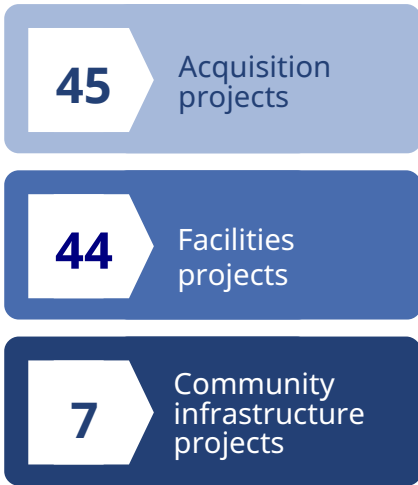 45
Acquisition
projects
44
Facilities
projects
7
Community
infrastructure
projects